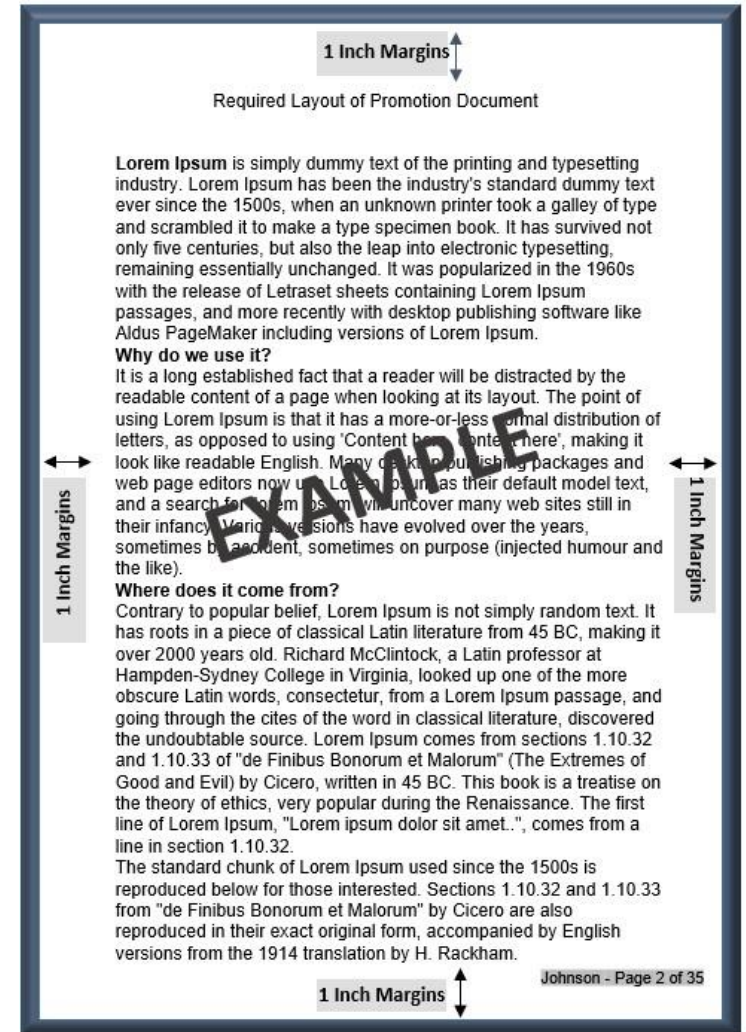 1 Inch Margins
Required Layout of Promotion Document
Lorem Ipsum is simply dummy text of the printing and typesetting
industry. Lorem Ipsum has been the industry's standard dummy text
ever since the 1500s, when an unknown printer took a galley of type
and scrambled it to make a type specimen book. It has survived not
only five centuries, but also the leap into electronic typesetting,
remaining essentially unchanged. It was popularized in the 1960s
with the release of Letraset sheets containing Lorem Ipsum
passages, and more recently with desktop publishing software like
Aldus PageMaker including versions of Lorem Ipsum.
Why do we use it?
It is a long established fact that a reader will be distracted by the
readable content of a page when looking at its layout. The point of
using Lorem Ipsum is that it has a more-or-less normal distribution of
letters, as opposed to using 'Content here, content here', making it
look like readable English. Many desktop publishing packages and
web page editors now use Lorem Ipsum as their default model text,
and a search for 'lorem ipsum' will uncover many web sites still in
their infancy. Various versions have evolved over the years,
sometimes by accident, sometimes on purpose (injected humour and
the like).
EXAMPLE
1 Inch Margins
1 Inch Margins
Where does it come from?
Contrary to popular belief, Lorem Ipsum is not simply random text. It
has roots in a piece of classical Latin literature from 45 BC, making it
over 2000 years old. Richard McClintock, a Latin professor at
Hampden-Sydney College in Virginia, looked up one of the more
obscure Latin words, consectetur, from a Lorem Ipsum passage, and
going through the cites of the word in classical literature, discovered
the undoubtable source. Lorem Ipsum comes from sections 1.10.32
and 1.10.33 of "de Finibus Bonorum et Malorum" (The Extremes of
Good and Evil) by Cicero, written in 45 BC. This book is a treatise on
the theory of ethics, very popular during the Renaissance. The first
line of Lorem Ipsum, "Lorem ipsum dolor sit amet..", comes from a
line in section 1.10.32.
The standard chunk of Lorem Ipsum used since the 1500s is
reproduced below for those interested. Sections 1.10.32 and 1.10.33
from "de Finibus Bonorum et Malorum" by Cicero are also
reproduced in their exact original form, accompanied by English
versions from the 1914 translation by H. Rackham.
Johnson - Page 2 of 35
1 Inch Margins